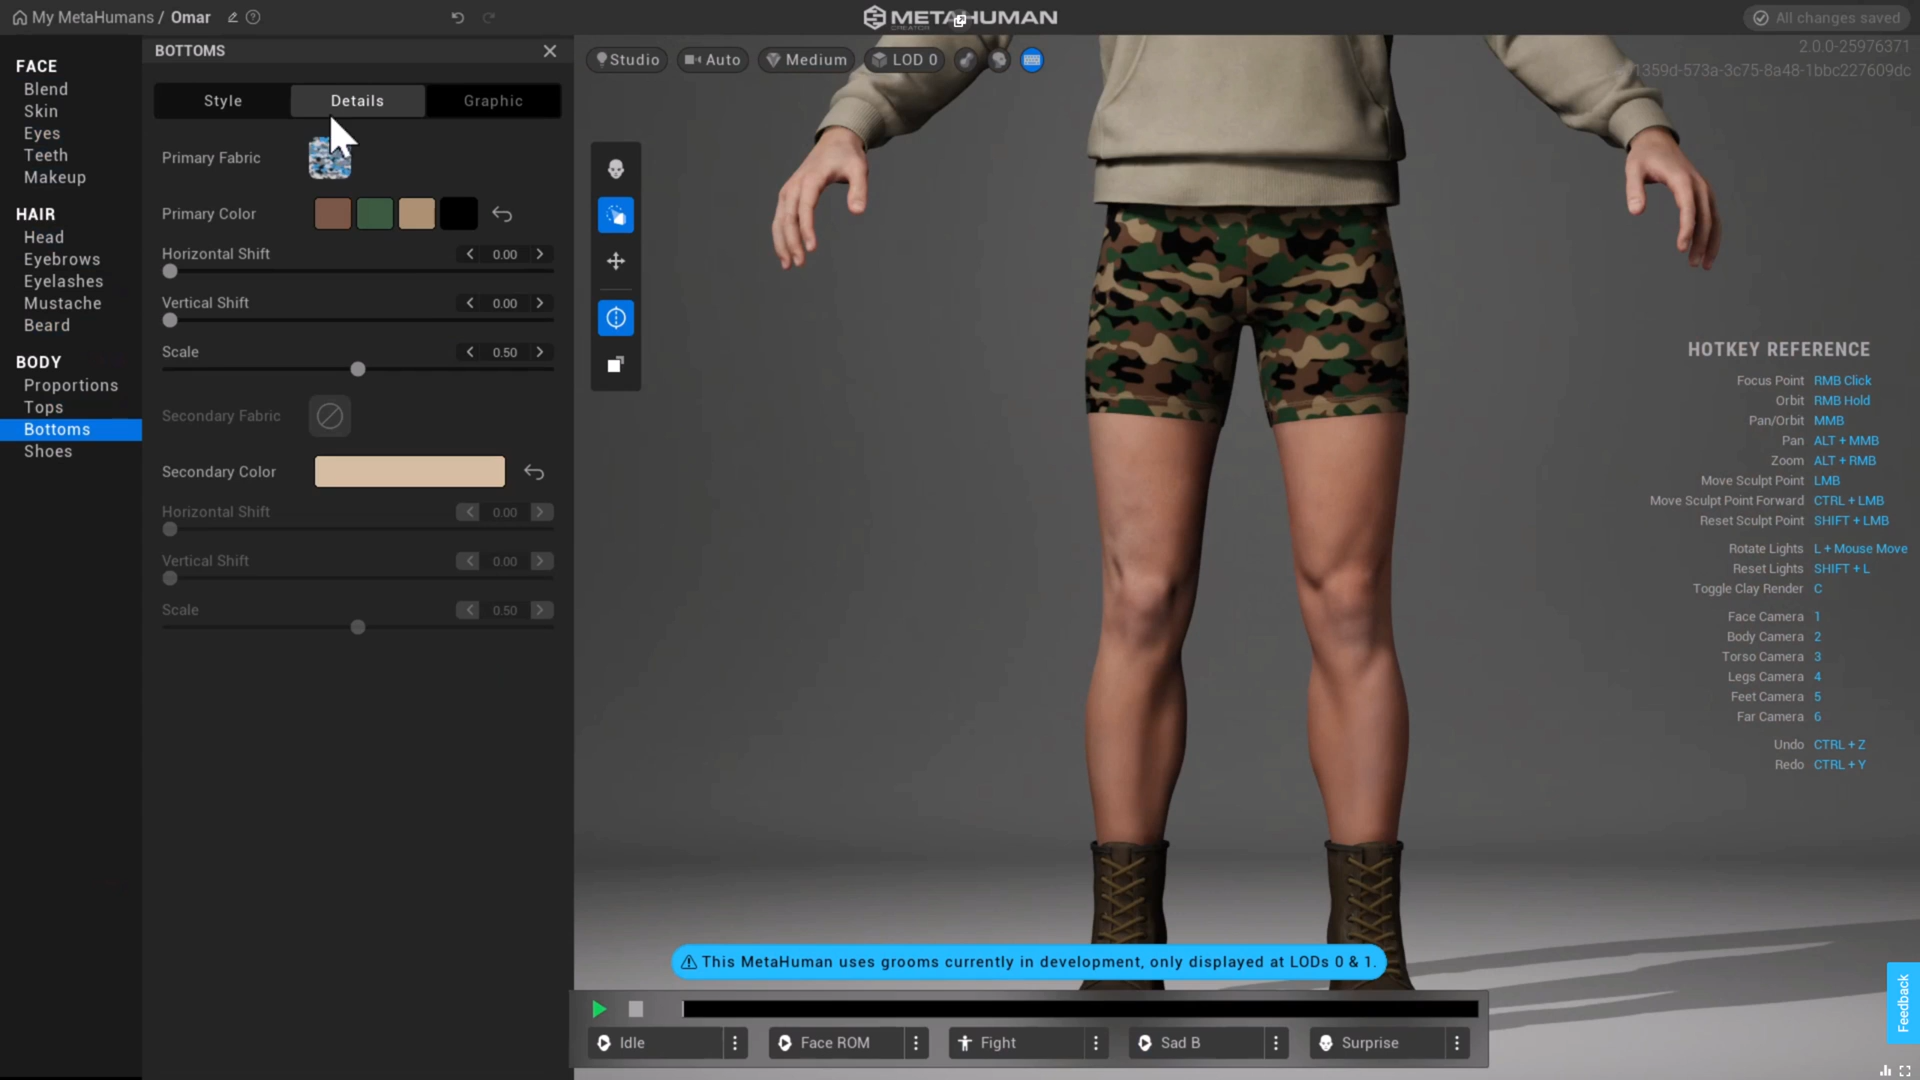 My MetaHumans / Omar
METAHUMAN
CREATOR
All changes saved
2.0.0-25976371
1359d-573a-3c75-8a48-1bbc227609dc
FACE
Blend
Skin
Eyes
Teeth
Makeup
HAIR
Head
Eyebrows
Eyelashes
Mustache
Beard
BODY
Proportions
Tops
Bottoms
Shoes
BOTTOMS
Style Details Graphic
Primary Fabric
Primary Color
Horizontal Shift 0.00
Vertical Shift 0.00
Scale 0.50
Secondary Fabric
Secondary Color
Horizontal Shift 0.00
Vertical Shift 0.00
Scale 0.50
Studio Auto Medium LOD 0
HOTKEY REFERENCE
Focus Point RMB Click
Orbit RMB Hold
Pan/Orbit MMB
Pan ALT + MMB
Zoom ALT + RMB
Move Sculpt Point LMB
Move Sculpt Point Forward CTRL + LMB
Reset Sculpt Point SHIFT + LMB
Rotate Lights L + Mouse Move
Reset Lights SHIFT + L
Toggle Clay Render C
Face Camera 1
Body Camera 2
Torso Camera 3
Legs Camera 4
Feet Camera 5
Far Camera 6
Undo CTRL + Z
Redo CTRL + Y
This MetaHuman uses grooms currently in development, only displayed at LODs 0 & 1.
Idle Face ROM Fight Sad B Surprise
Feedback